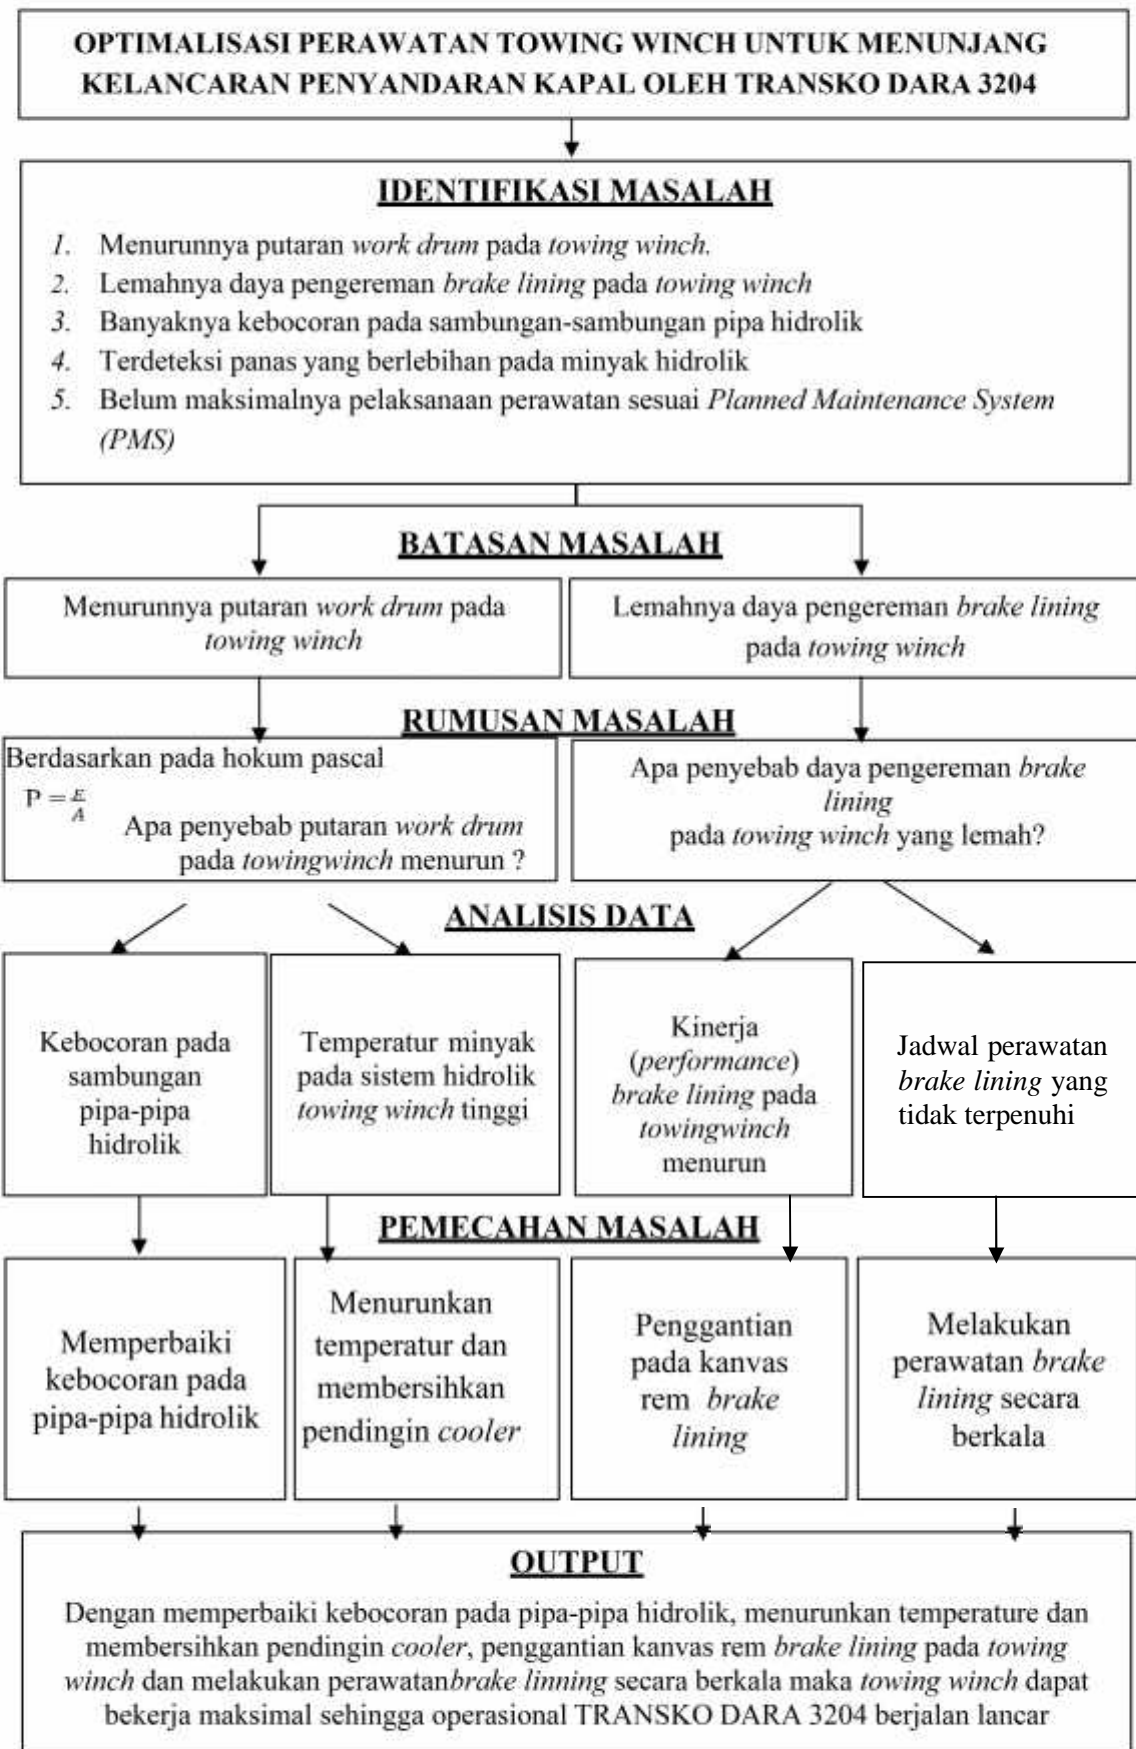 OPTIMALISASI PERAWATAN TOWING WINCH UNTUK MENUNJANG
KELANCARAN PENYANDARAN KAPAL OLEH TRANSKO DARA 3204
IDENTIFIKASI MASALAH
1. Menurunnya putaran work drum pada towing winch.
2. Lemahnya daya pengereman brake lining pada towing winch
3. Banyaknya kebocoran pada sambungan-sambungan pipa hidrolik
4. Terdeteksi panas yang berlebihan pada minyak hidrolik
5. Belum maksimalnya pelaksanaan perawatan sesuai Planned Maintenance System
(PMS)
BATASAN MASALAH
Menurunnya putaran work drum pada
towing winch
Lemahnya daya pengereman brake lining
pada towing winch
RUMUSAN MASALAH
Berdasarkan pada hokum pascal
P = F/A
Apa penyebab putaran work drum
pada towingwinch menurun ?
Apa penyebab daya pengereman brake
lining
pada towing winch yang lemah?
ANALISIS DATA
Kebocoran pada
sambungan
pipa-pipa
hidrolik
Temperatur minyak
pada sistem hidrolik
towing winch tinggi
Kinerja
(performance)
brake lining pada
towingwinch
menurun
Jadwal perawatan
brake lining yang
tidak terpenuhi
PEMECAHAN MASALAH
Memperbaiki
kebocoran pada
pipa-pipa hidrolik
Menurunkan
temperatur dan
membersihkan
pendingin cooler
Penggantian
pada kanvas
rem brake
lining
Melakukan
perawatan brake
lining secara
berkala
OUTPUT
Dengan memperbaiki kebocoran pada pipa-pipa hidrolik, menurunkan temperature dan
membersihkan pendingin cooler, penggantian kanvas rem brake lining pada towing
winch dan melakukan perawatanbrake linning secara berkala maka towing winch dapat
bekerja maksimal sehingga operasional TRANSKO DARA 3204 berjalan lancar